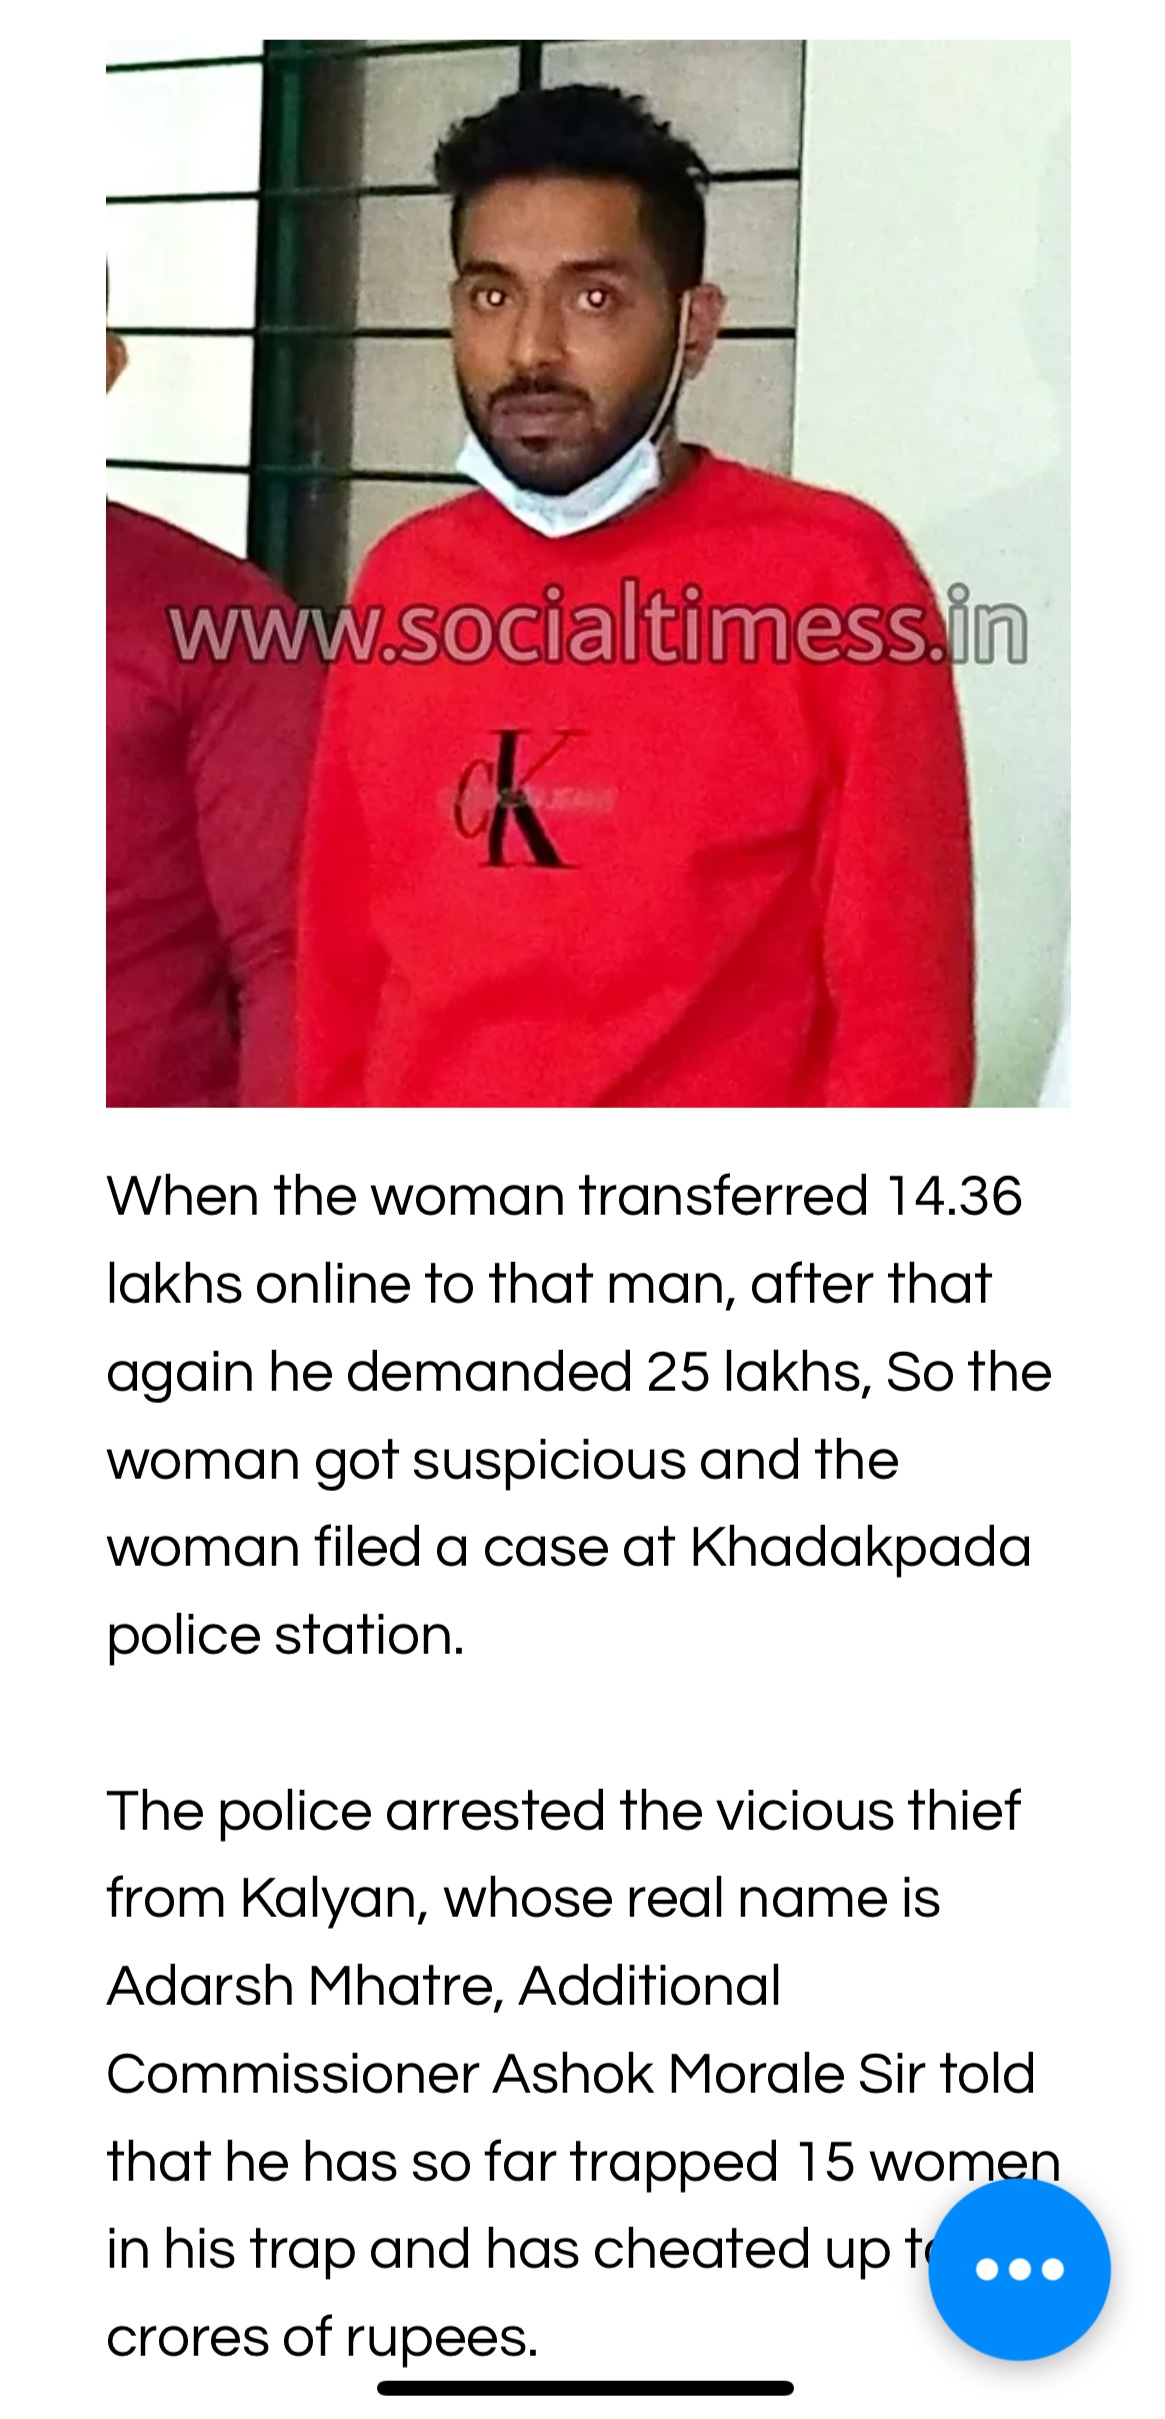 www.socialtimess.in
CK
When the woman transferred 14.36
lakhs online to that man, after that
again he demanded 25 lakhs, So the
woman got suspicious and the
woman filed a case at Khadakpada
police station.
The police arrested the vicious thief
from Kalyan, whose real name is
Adarsh Mhatre, Additional
Commissioner Ashok Morale Sir told
that he has so far trapped 15 women
in his trap and has cheated up
crores of rupees.